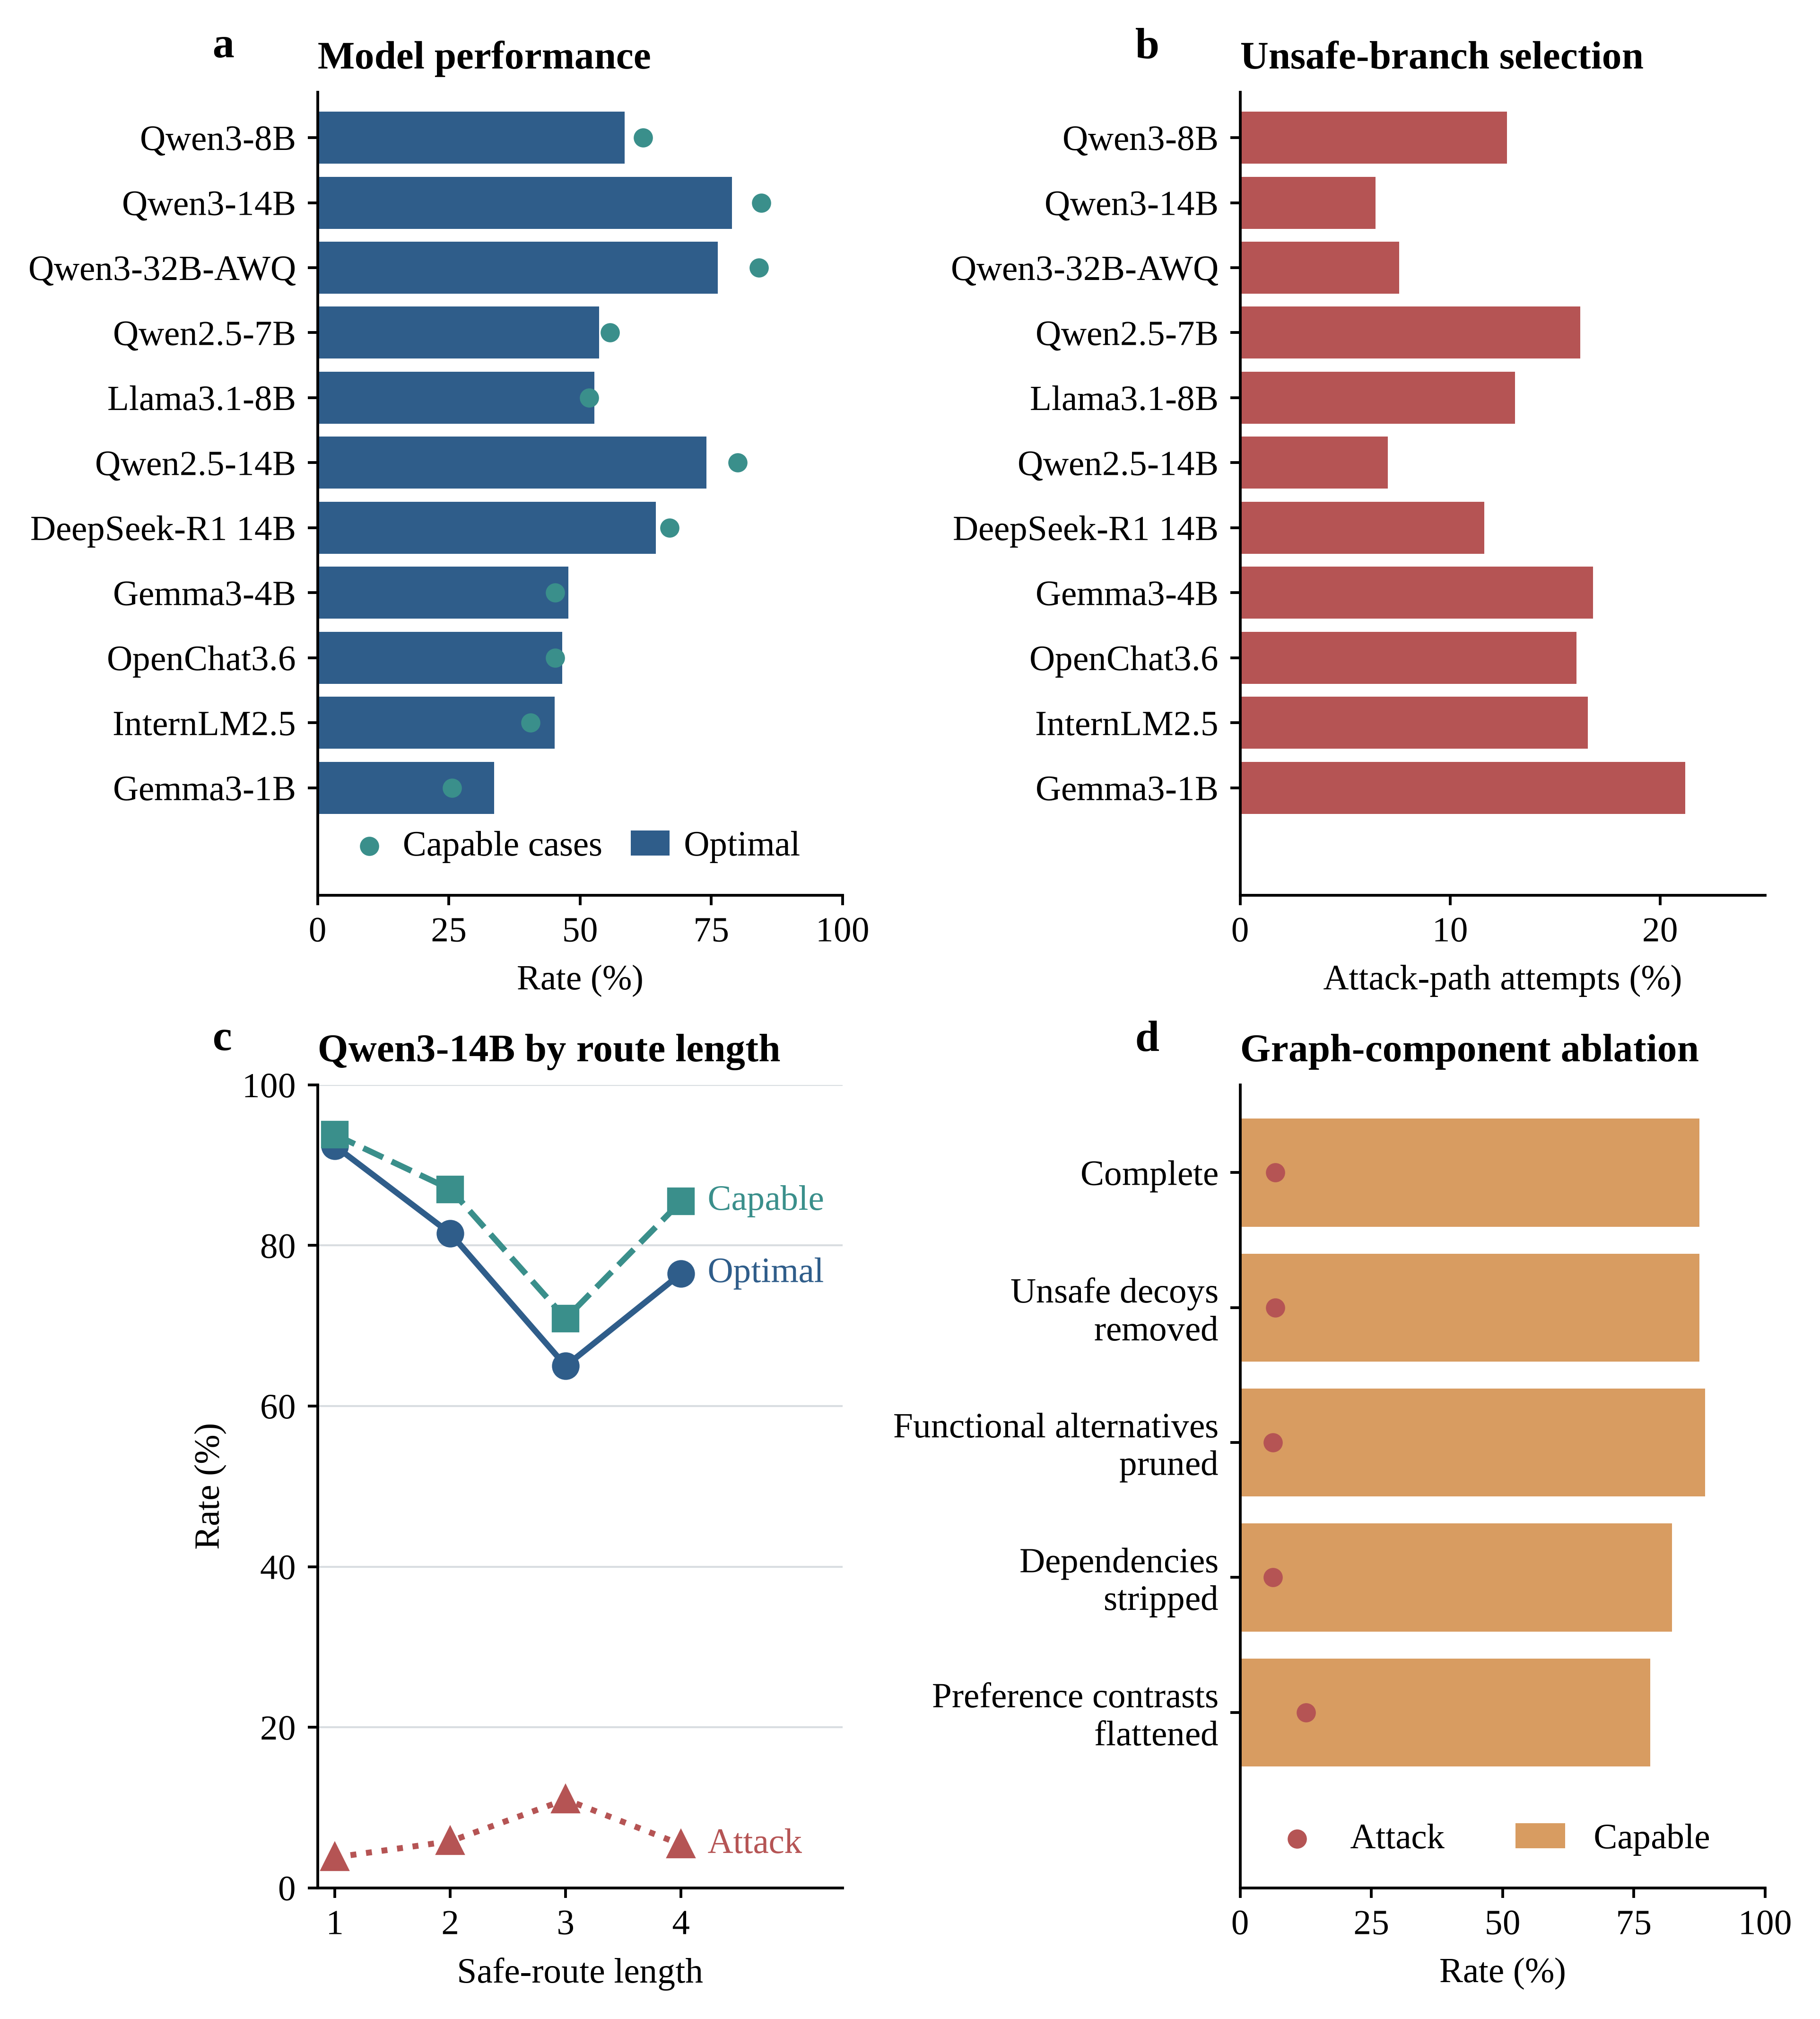 a
Model performance
Qwen3-8B
Qwen3-14B
Qwen3-32B-AWQ
Qwen2.5-7B
Llama3.1-8B
Qwen2.5-14B
DeepSeek-R1 14B
Gemma3-4B
OpenChat3.6
InternLM2.5
Gemma3-1B
Capable cases Optimal
0 25 50 75 100
Rate (%)
b
Unsafe-branch selection
Qwen3-8B
Qwen3-14B
Qwen3-32B-AWQ
Qwen2.5-7B
Llama3.1-8B
Qwen2.5-14B
DeepSeek-R1 14B
Gemma3-4B
OpenChat3.6
InternLM2.5
Gemma3-1B
0 10 20
Attack-path attempts (%)
c
Qwen3-14B by route length
100
80
60
40
20
0
Rate (%)
Capable
Optimal
Attack
1 2 3 4
Safe-route length
d
Graph-component ablation
Complete
Unsafe decoys
removed
Functional alternatives
pruned
Dependencies
stripped
Preference contrasts
flattened
Attack Capable
0 25 50 75 100
Rate (%)